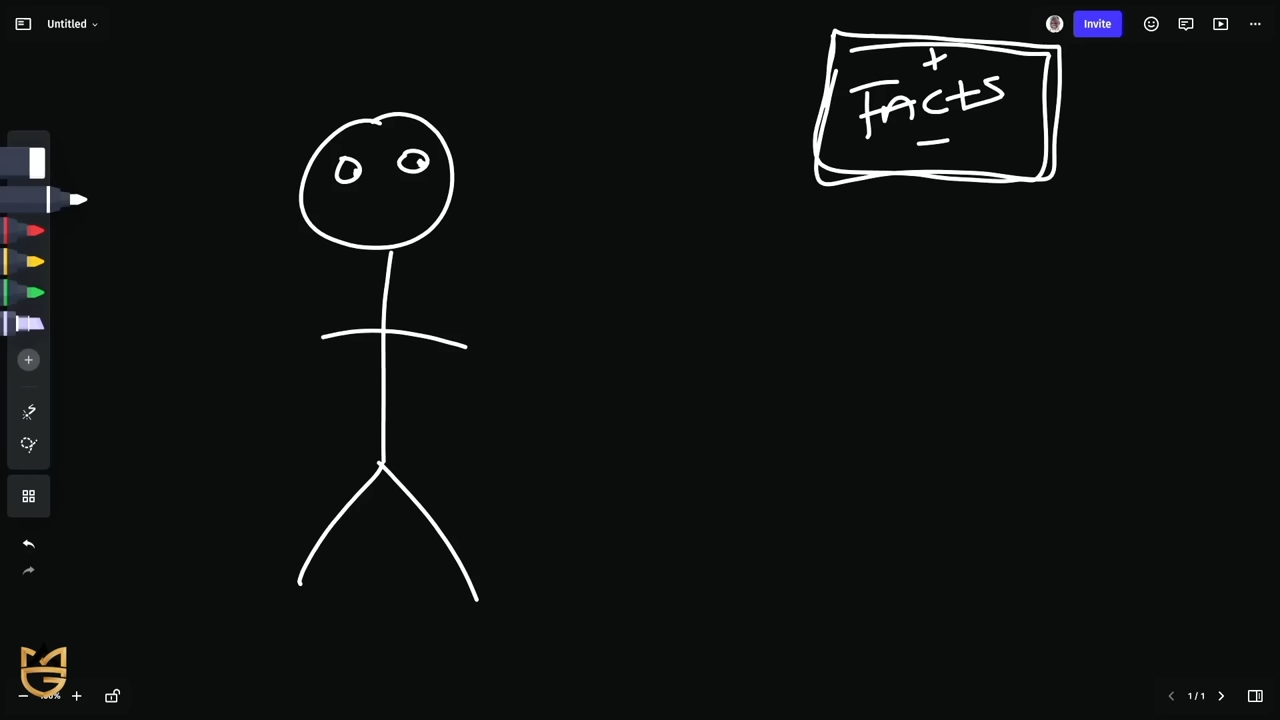 Untitled
Invite
+
Facts
−
1/1